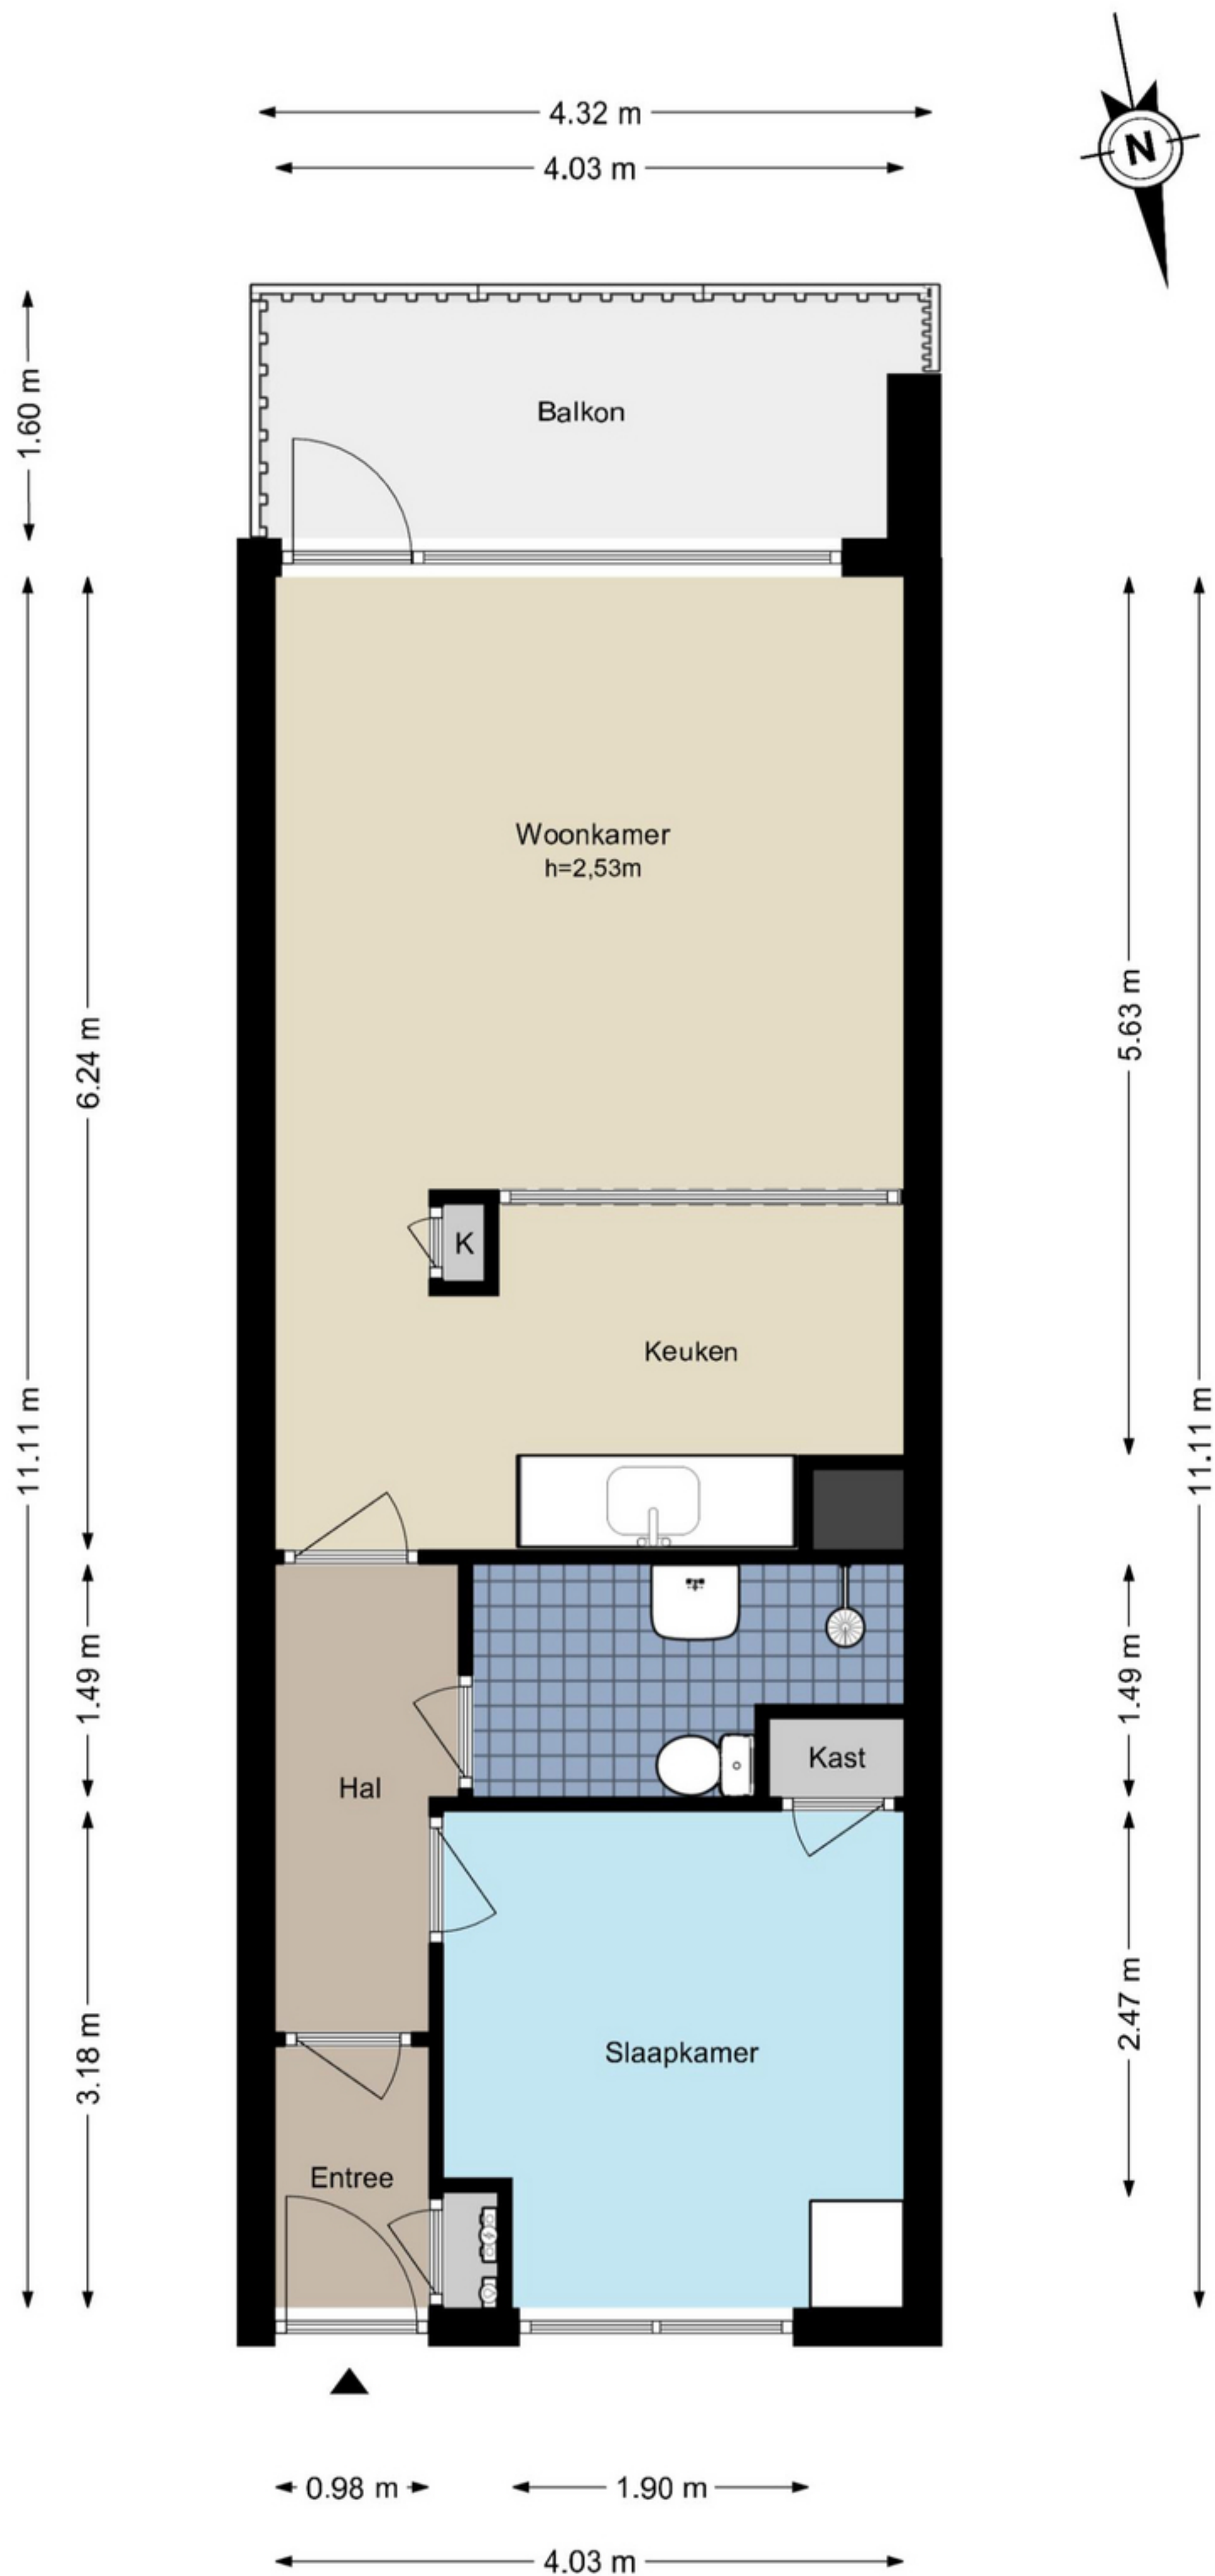 4.32 m
4.03 m
N
1.60 m
Balkon
Woonkamer
h=2,53m
6.24 m
5.63 m
11.11 m
11.11 m
K
Keuken
1.49 m
1.49 m
Hal
Kast
3.18 m
2.47 m
Slaapkamer
Entree
0.98 m
1.90 m
4.03 m